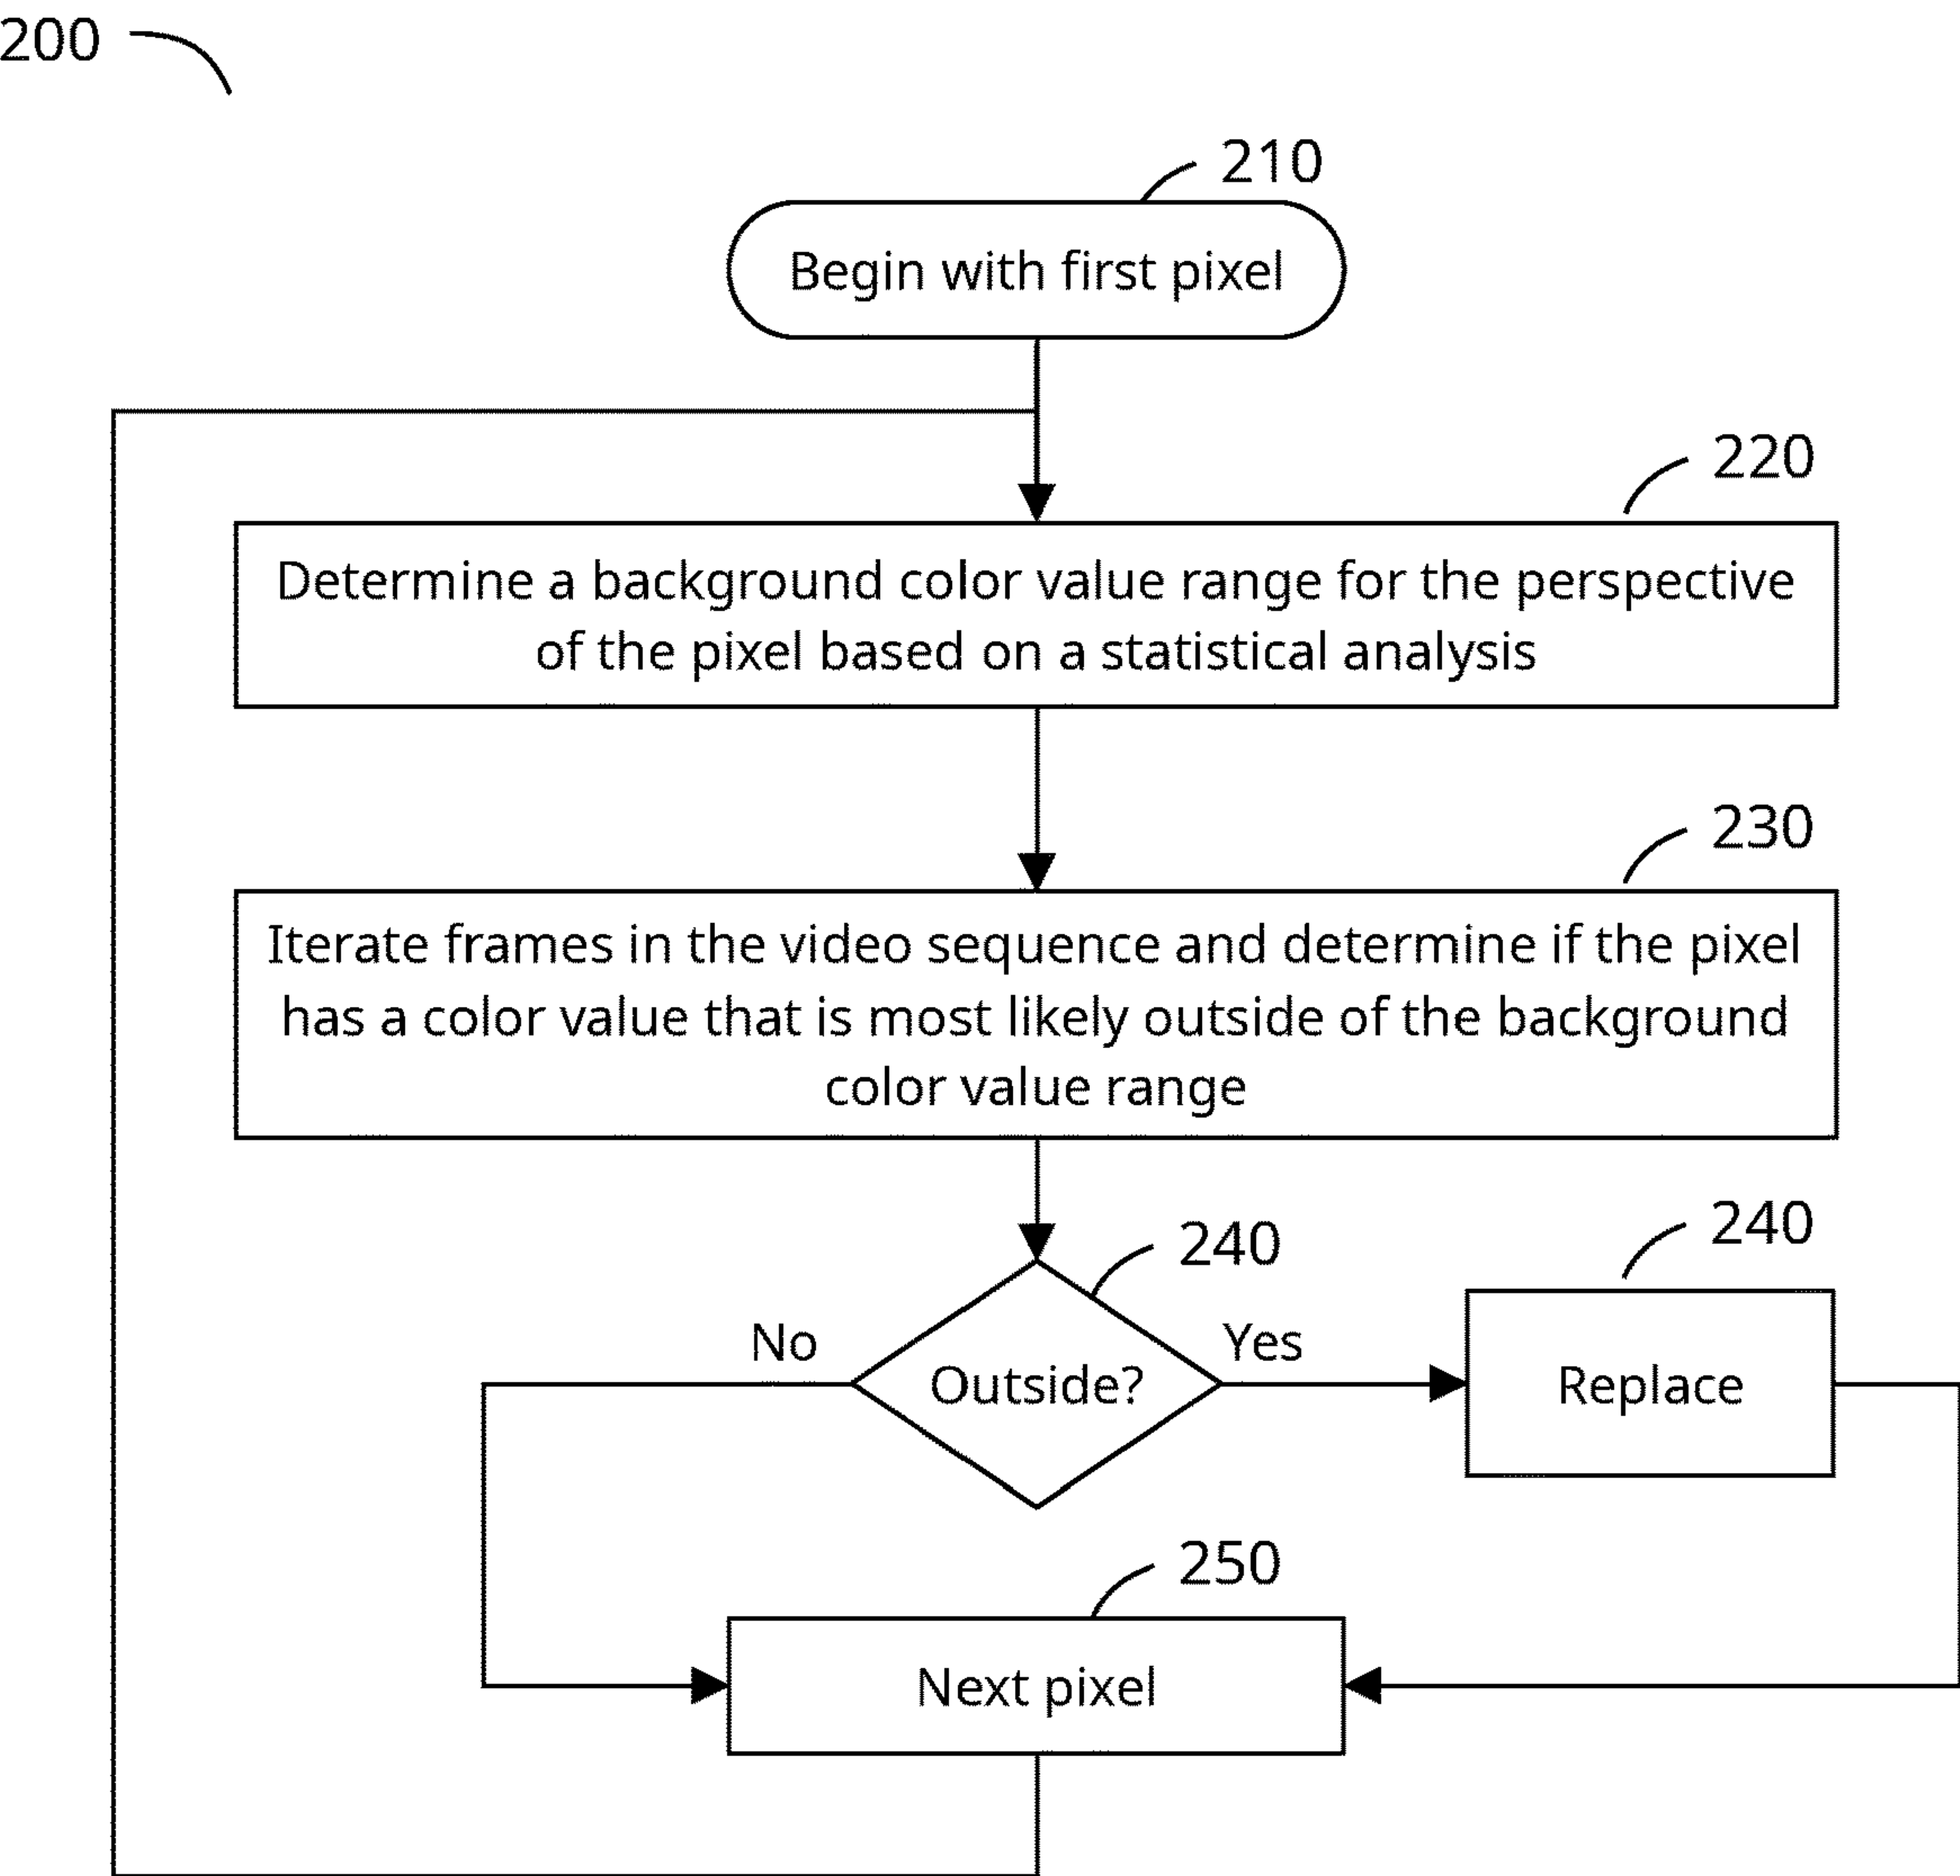 200
210
Begin with first pixel
220
Determine a background color value range for the perspective
of the pixel based on a statistical analysis
230
Iterate frames in the video sequence and determine if the pixel
has a color value that is most likely outside of the background
color value range
240
240
No
Outside?
Yes
Replace
250
Next pixel